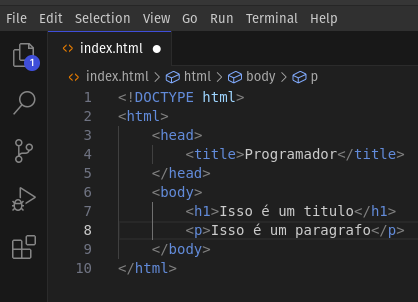 File Edit Selection View Go Run Terminal Help
index.html
index.html > html > body > p
1
1 <!DOCTYPE html>
2 <html>
3 <head>
4 <title>Programador</title>
5 </head>
6 <body>
7 <h1>Isso é um titulo</h1>
8 <p>Isso é um paragrafo</p>
9 </body>
10 </html>